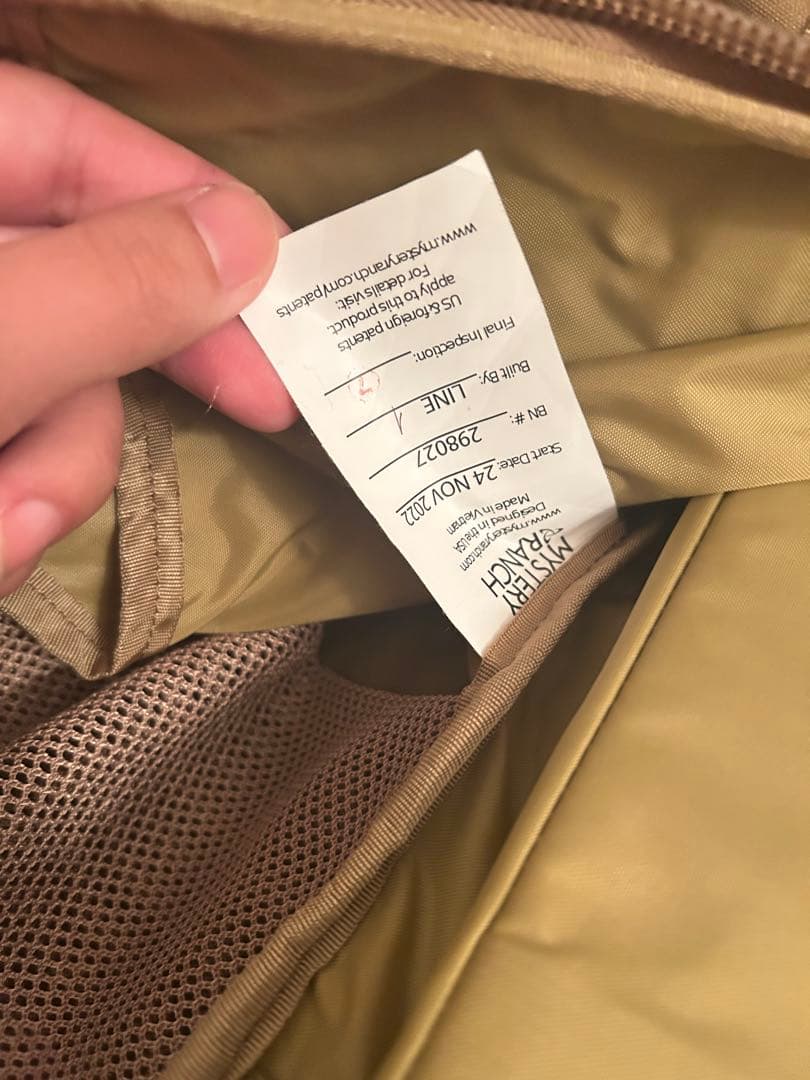 MYSTERY
RANCH
www.mysteryranch.com
Designed in the USA
Made in Vietnam
Start Date: 24 NOV 2022
BN #: 298027
Built By: LINE 1
Final Inspection:
US & foreign patents
apply to this product.
For details visit:
www.mysteryranch.com/patents